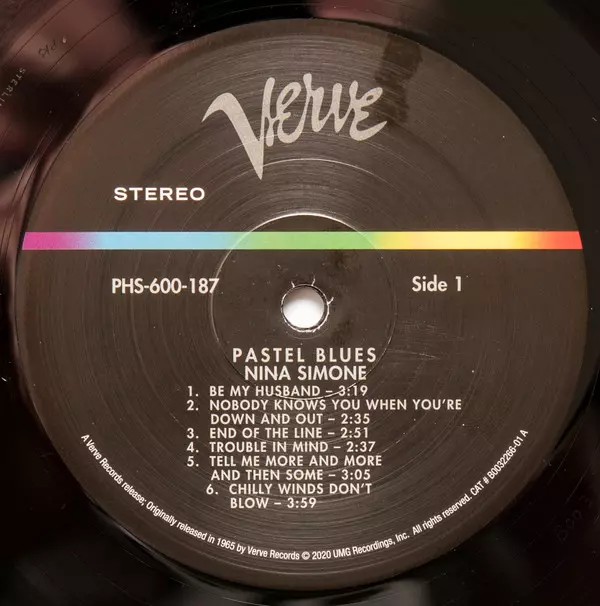 Verve
STEREO
PHS-600-187
Side 1
PASTEL BLUES
NINA SIMONE
1. BE MY HUSBAND – 3:19
2. NOBODY KNOWS YOU WHEN YOU'RE
DOWN AND OUT – 2:35
3. END OF THE LINE – 2:51
4. TROUBLE IN MIND – 2:37
5. TELL ME MORE AND MORE
AND THEN SOME – 3:05
6. CHILLY WINDS DON'T
BLOW – 3:59
A Verve Records release; Originally released in 1965 by Verve Records © 2020 UMG Recordings, Inc. All rights reserved. CAT # B0032266-01 A